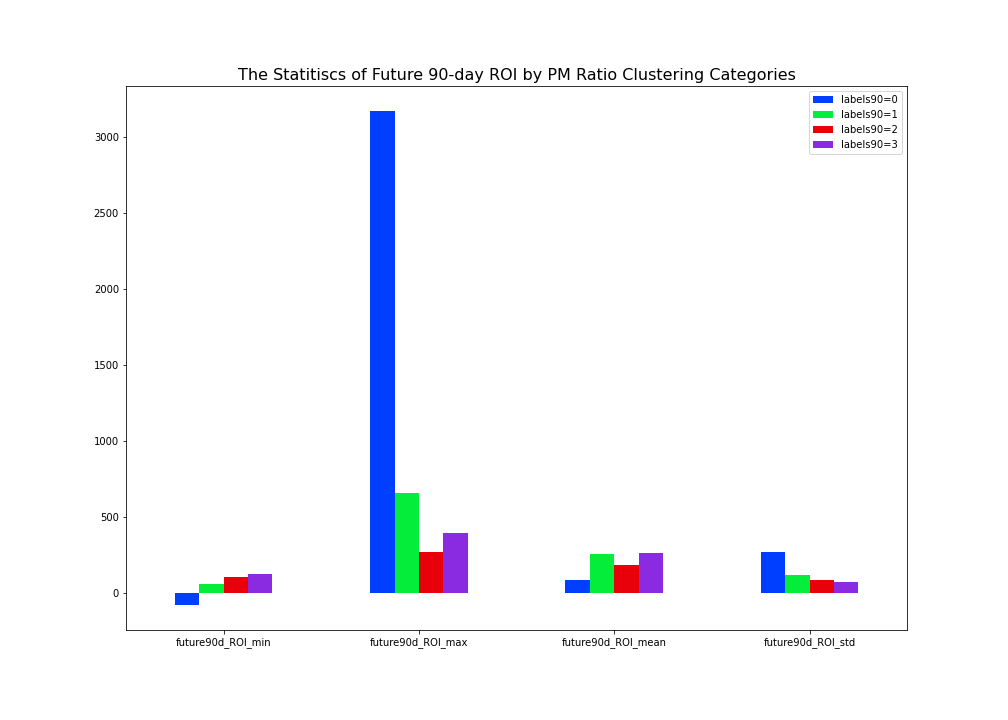 The Statitiscs of Future 90-day ROI by PM Ratio Clustering Categories
labels90=0
labels90=1
labels90=2
labels90=3
3000
2500
2000
1500
1000
500
0
future90d_ROI_min
future90d_ROI_max
future90d_ROI_mean
future90d_ROI_std